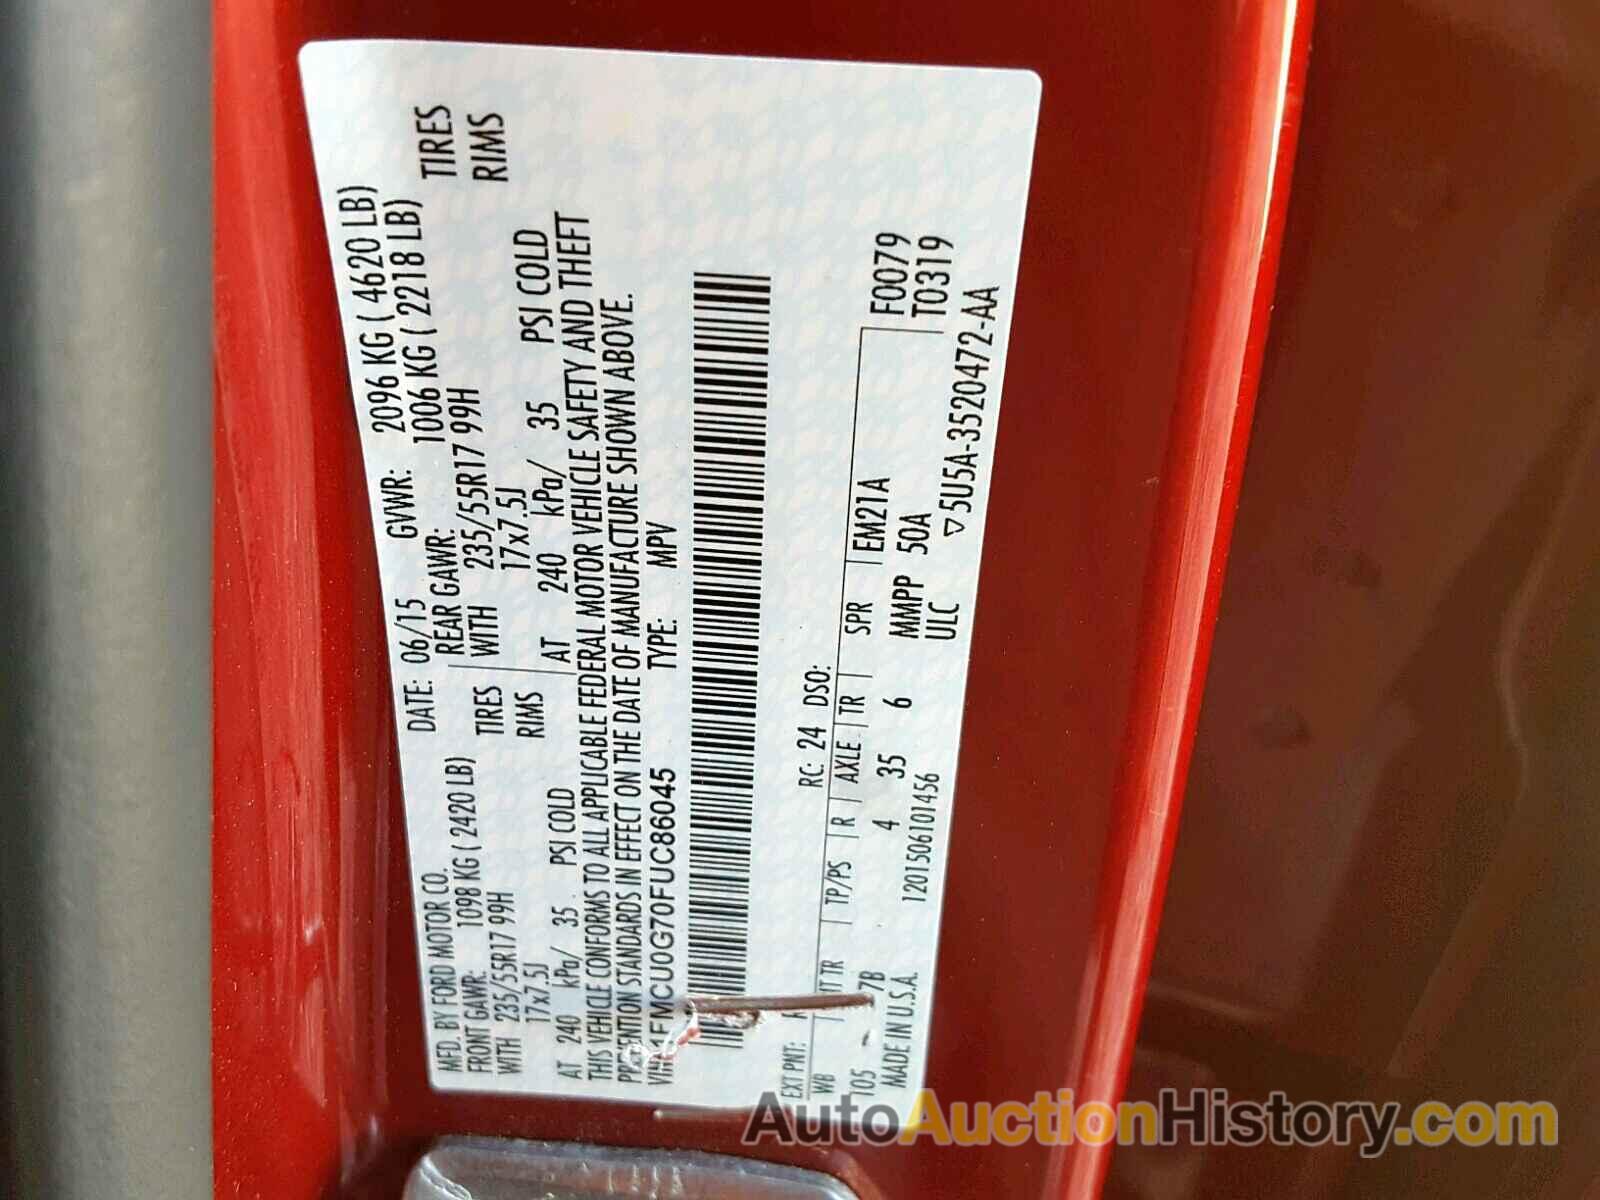 MFD. BY FORD MOTOR CO.
DATE: 06/15 GVWR: 2096 KG ( 4620 LB)
FRONT GAWR: 1098 KG ( 2420 LB) REAR GAWR: 1006 KG ( 2218 LB)
WITH 235/55R17 99H TIRES WITH 235/55R17 99H TIRES
17x7.5J RIMS 17x7.5J RIMS
AT 240 kPa/ 35 PSI COLD AT 240 kPa/ 35 PSI COLD
THIS VEHICLE CONFORMS TO ALL APPLICABLE FEDERAL MOTOR VEHICLE SAFETY AND THEFT
STANDARDS IN EFFECT ON THE DATE OF MANUFACTURE SHOWN ABOVE.
1FMCU0G70FUC86045 TYPE: MPV
EXT PNT: RC: 24 DSO:
WB TR TP/PS R AXLE TR SPR EM21A F0079
105 7B 4 35 6 MMPP 50A T0319
MADE IN U.S.A. 1201506101456 ULC ▽5U5A-3520472-AA
AutoAuctionHistory.com